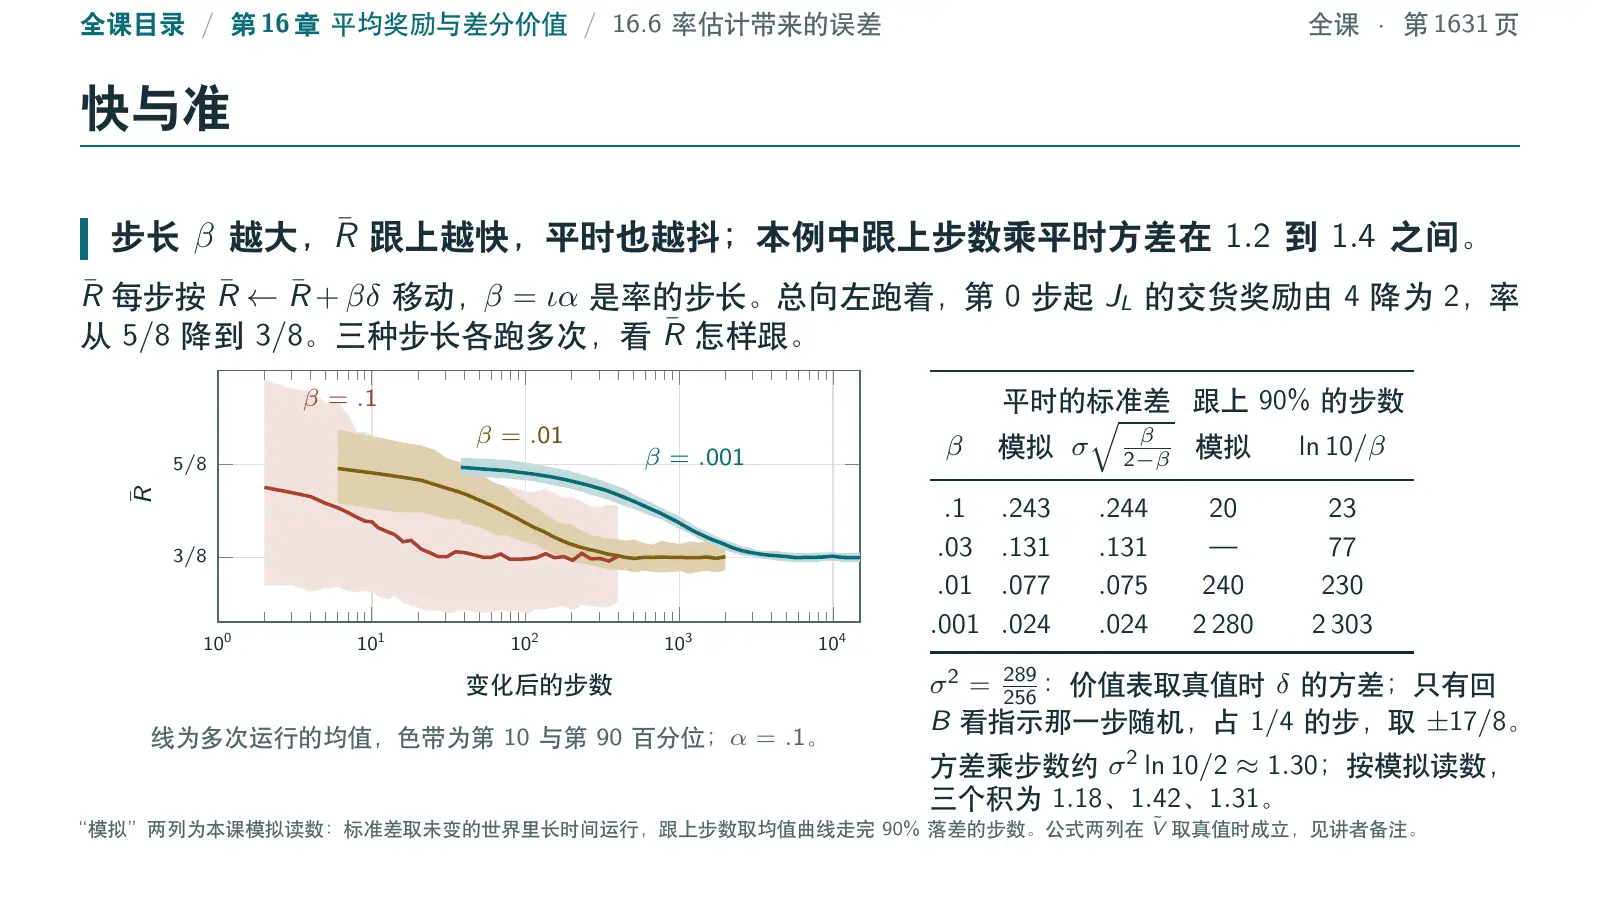 全课目录 / 第 16 章 平均奖励与差分价值 / 16.6 率估计带来的误差
全课 · 第 1631 页
快与准
步长 β 越大，R̄ 跟上越快，平时也越抖；本例中跟上步数乘平时方差在 1.2 到 1.4 之间。
R̄ 每步按 R̄ ← R̄ + βδ 移动，β = ια 是率的步长。总向左跑着，第 0 步起 J_L 的交货奖励由 4 降为 2，率
从 5/8 降到 3/8。三种步长各跑多次，看 R̄ 怎样跟。
β = .1
β = .01
β = .001
5/8
3/8
R̄
10⁰ 10¹ 10² 10³ 10⁴
变化后的步数
线为多次运行的均值，色带为第 10 与第 90 百分位；α = .1。
平时的标准差 跟上 90% 的步数
β 模拟 σ√(β/(2−β)) 模拟 ln 10/β
.1 .243 .244 20 23
.03 .131 .131 — 77
.01 .077 .075 240 230
.001 .024 .024 2 280 2 303
σ² = 289/256：价值表取真值时 δ 的方差；只有回
B 看指示那一步随机，占 1/4 的步，取 ±17/8。
方差乘步数约 σ² ln 10/2 ≈ 1.30；按模拟读数，
三个积为 1.18、1.42、1.31。
“模拟” 两列为本课模拟读数：标准差取未变的世界里长时间运行，跟上步数取均值曲线走完 90% 落差的步数。公式两列在 Ṽ 取真值时成立，见讲者备注。